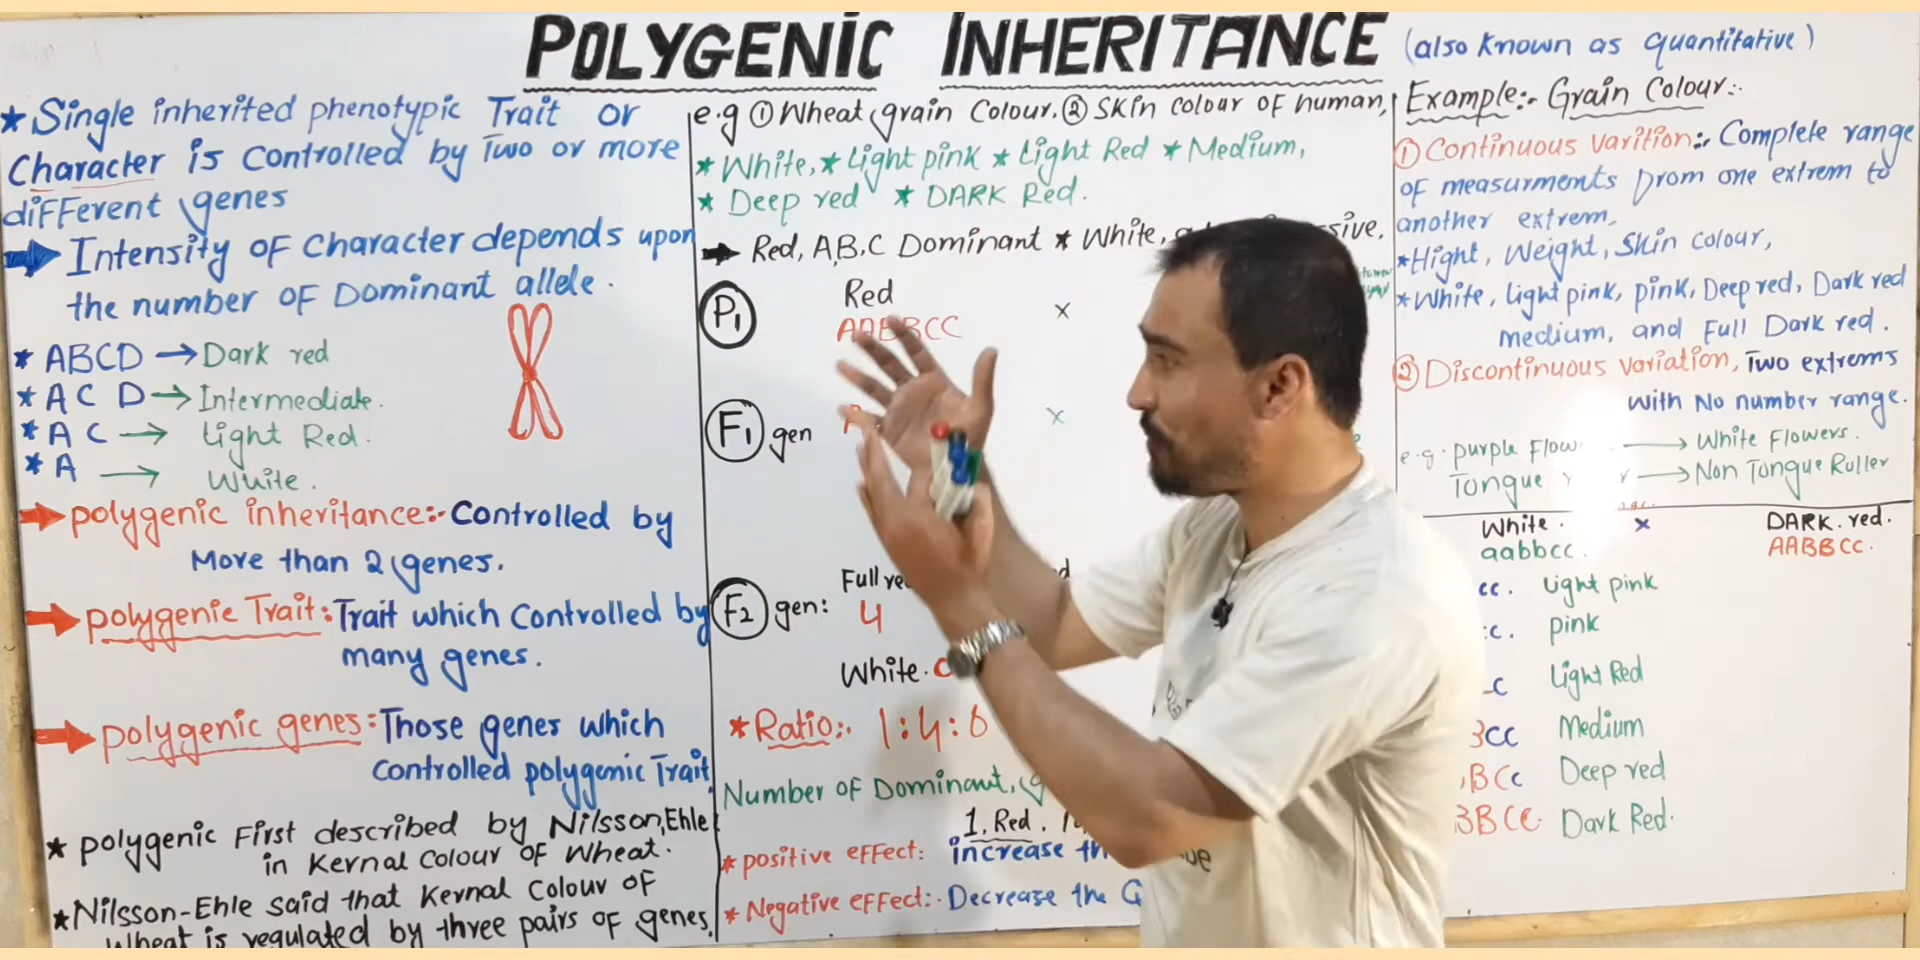 POLYGENIC INHERITANCE (also known as quantitative)
★ Single inherited phenotypic Trait or
Character is Controlled by Two or more
different genes
Intensity of Character depends upon
the number of Dominant allele.
★ ABCD → Dark red
★ A C D → Intermediate.
★ A C → Light Red.
★ A → White.
polygenic inheritance:- Controlled by
More than 2 genes.
polygenic Trait: Trait which Controlled by
many genes.
polygenic genes: Those genes which
Controlled polygenic Trait
★ polygenic First described by Nilsson, Ehle
in Kernal Colour of Wheat.
★ Nilsson-Ehle said that Kernal Colour of
Wheat is regulated by three pairs of genes.
e.g ① Wheat grain Colour. ② Skin Colour of human,
★ White, ★ Light pink ★ Light Red ★ Medium,
★ Deep red ★ DARK Red.
Red, A,B,C Dominant ★ White,
P1 Red ×
AABBCC
F1 gen ×
F2 gen: Full
4
White.
★ Ratio:. 1:4:6
Number of Dominant,
1. Red.
★ positive effect: increase
★ Negative effect:. Decrease the
Example:- Grain Colour:-
① Continuous varition:. Complete range
of measurments from one extrem to
another extrem,
★ Hight, Weight, Skin Colour,
★ White, light pink, pink, Deep red, Dark red
medium, and Full Dark red.
② Discontinuous variation, Two extrems
with No number range.
e.g. purple → White Flowers.
Tongue → Non Tongue Ruller
White. × DARK. red.
aabbcc. AABBCC.
cc. Light pink
c. pink
c Light Red
CC Medium
BCc Deep red
BBCC. Dark Red.